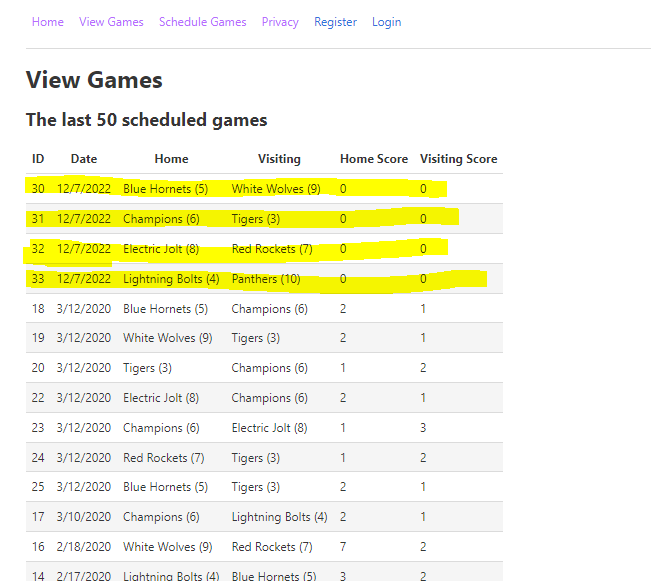 Home View Games Schedule Games Privacy Register Login
View Games
The last 50 scheduled games
ID Date Home Visiting Home Score Visiting Score
30 12/7/2022 Blue Hornets (5) White Wolves (9) 0 0
31 12/7/2022 Champions (6) Tigers (3) 0 0
32 12/7/2022 Electric Jolt (8) Red Rockets (7) 0 0
33 12/7/2022 Lightning Bolts (4) Panthers (10) 0 0
18 3/12/2020 Blue Hornets (5) Champions (6) 2 1
19 3/12/2020 White Wolves (9) Tigers (3) 2 1
20 3/12/2020 Tigers (3) Champions (6) 1 2
22 3/12/2020 Electric Jolt (8) Champions (6) 2 1
23 3/12/2020 Champions (6) Electric Jolt (8) 1 3
24 3/12/2020 Red Rockets (7) Tigers (3) 1 2
25 3/12/2020 Blue Hornets (5) Tigers (3) 2 1
17 3/10/2020 Champions (6) Lightning Bolts (4) 2 1
16 2/18/2020 White Wolves (9) Red Rockets (7) 7 2
14 2/17/2020 Lightning Bolts (4) Blue Hornets (5) 3 2